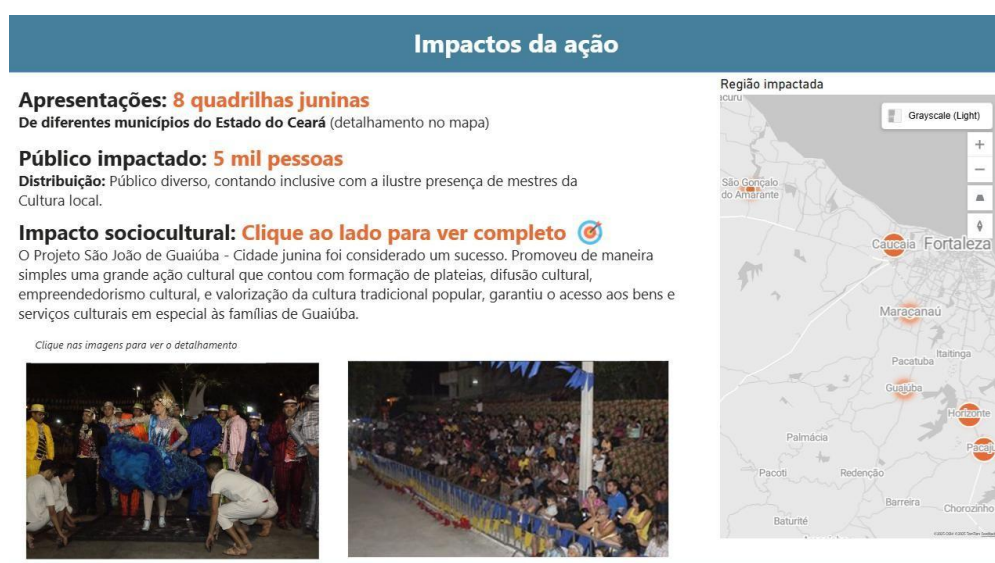 Impactos da ação
Apresentações: 8 quadrilhas juninas
De diferentes municípios do Estado do Ceará (detalhamento no mapa)
Público impactado: 5 mil pessoas
Distribuição: Público diverso, contando inclusive com a ilustre presença de mestres da
Cultura local.
Impacto sociocultural: Clique ao lado para ver completo
O Projeto São João de Guaiúba - Cidade junina foi considerado um sucesso. Promoveu de maneira
simples uma grande ação cultural que contou com formação de plateias, difusão cultural,
empreendedorismo cultural, e valorização da cultura tradicional popular, garantiu o acesso aos bens e
serviços culturais em especial às famílias de Guaiúba.
Clique nas imagens para ver o detalhamento
Região impactada
Grayscale (Light)
São Gonçalo
do Amarante
Caucaia
Fortaleza
Maracanaú
Itaitinga
Pacatuba
Guaiúba
Horizonte
Palmácia
Pacaju
Pacoti
Redenção
Barreira
Chorozinho
Baturité